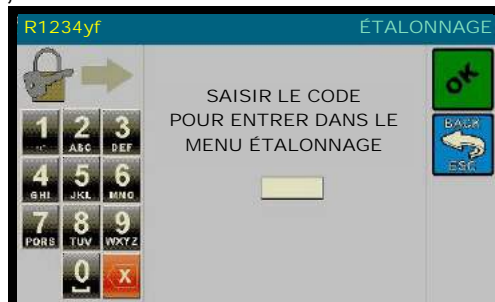 R1234yf ÉTALONNAGE
SAISIR LE CODE
POUR ENTRER DANS LE
MENU ÉTALONNAGE
OK
BACK
ESC
1 2 3
ABC DEF
4 5 6
GHI JKL MNO
7 8 9
PQRS TUV WXYZ
0 X